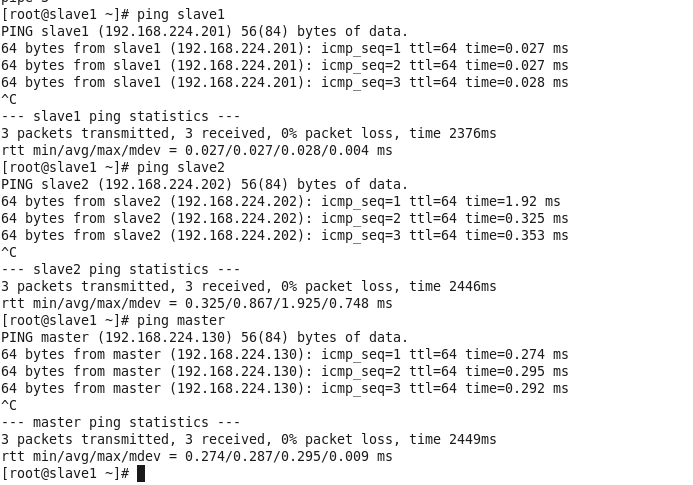 [root@slave1 ~]# ping slave1
PING slave1 (192.168.224.201) 56(84) bytes of data.
64 bytes from slave1 (192.168.224.201): icmp_seq=1 ttl=64 time=0.027 ms
64 bytes from slave1 (192.168.224.201): icmp_seq=2 ttl=64 time=0.027 ms
64 bytes from slave1 (192.168.224.201): icmp_seq=3 ttl=64 time=0.028 ms
^C
--- slave1 ping statistics ---
3 packets transmitted, 3 received, 0% packet loss, time 2376ms
rtt min/avg/max/mdev = 0.027/0.027/0.028/0.004 ms
[root@slave1 ~]# ping slave2
PING slave2 (192.168.224.202) 56(84) bytes of data.
64 bytes from slave2 (192.168.224.202): icmp_seq=1 ttl=64 time=1.92 ms
64 bytes from slave2 (192.168.224.202): icmp_seq=2 ttl=64 time=0.325 ms
64 bytes from slave2 (192.168.224.202): icmp_seq=3 ttl=64 time=0.353 ms
^C
--- slave2 ping statistics ---
3 packets transmitted, 3 received, 0% packet loss, time 2446ms
rtt min/avg/max/mdev = 0.325/0.867/1.925/0.748 ms
[root@slave1 ~]# ping master
PING master (192.168.224.130) 56(84) bytes of data.
64 bytes from master (192.168.224.130): icmp_seq=1 ttl=64 time=0.274 ms
64 bytes from master (192.168.224.130): icmp_seq=2 ttl=64 time=0.295 ms
64 bytes from master (192.168.224.130): icmp_seq=3 ttl=64 time=0.292 ms
^C
--- master ping statistics ---
3 packets transmitted, 3 received, 0% packet loss, time 2449ms
rtt min/avg/max/mdev = 0.274/0.287/0.295/0.009 ms
[root@slave1 ~]#